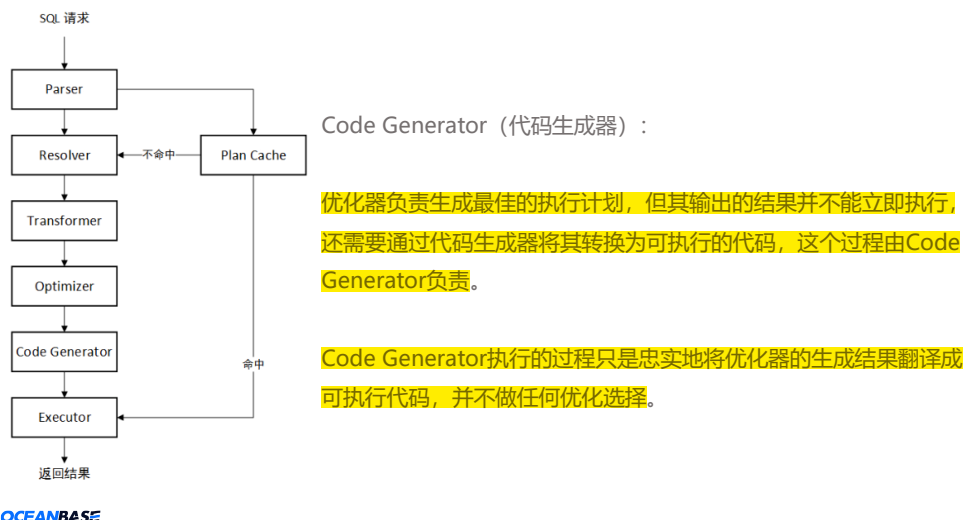 SQL 请求
Parser
Resolver
不命中
Plan Cache
Transformer
Optimizer
Code Generator
命中
Executor
返回结果
Code Generator（代码生成器）：
优化器负责生成最佳的执行计划，但其输出的结果并不能立即执行，
还需要通过代码生成器将其转换为可执行的代码，这个过程由Code
Generator负责。
Code Generator执行的过程只是忠实地将优化器的生成结果翻译成
可执行代码，并不做任何优化选择。
OCEANBASE